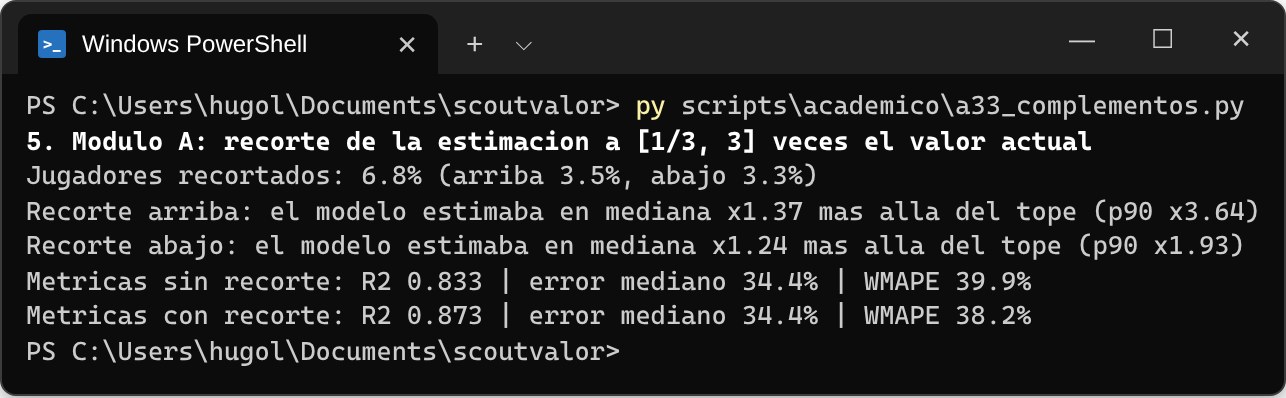 Windows PowerShell
PS C:\Users\hugol\Documents\scoutvalor> py scripts\academico\a33_complementos.py
5. Modulo A: recorte de la estimacion a [1/3, 3] veces el valor actual
Jugadores recortados: 6.8% (arriba 3.5%, abajo 3.3%)
Recorte arriba: el modelo estimaba en mediana x1.37 mas alla del tope (p90 x3.64)
Recorte abajo: el modelo estimaba en mediana x1.24 mas alla del tope (p90 x1.93)
Metricas sin recorte: R2 0.833 | error mediano 34.4% | WMAPE 39.9%
Metricas con recorte: R2 0.873 | error mediano 34.4% | WMAPE 38.2%
PS C:\Users\hugol\Documents\scoutvalor>